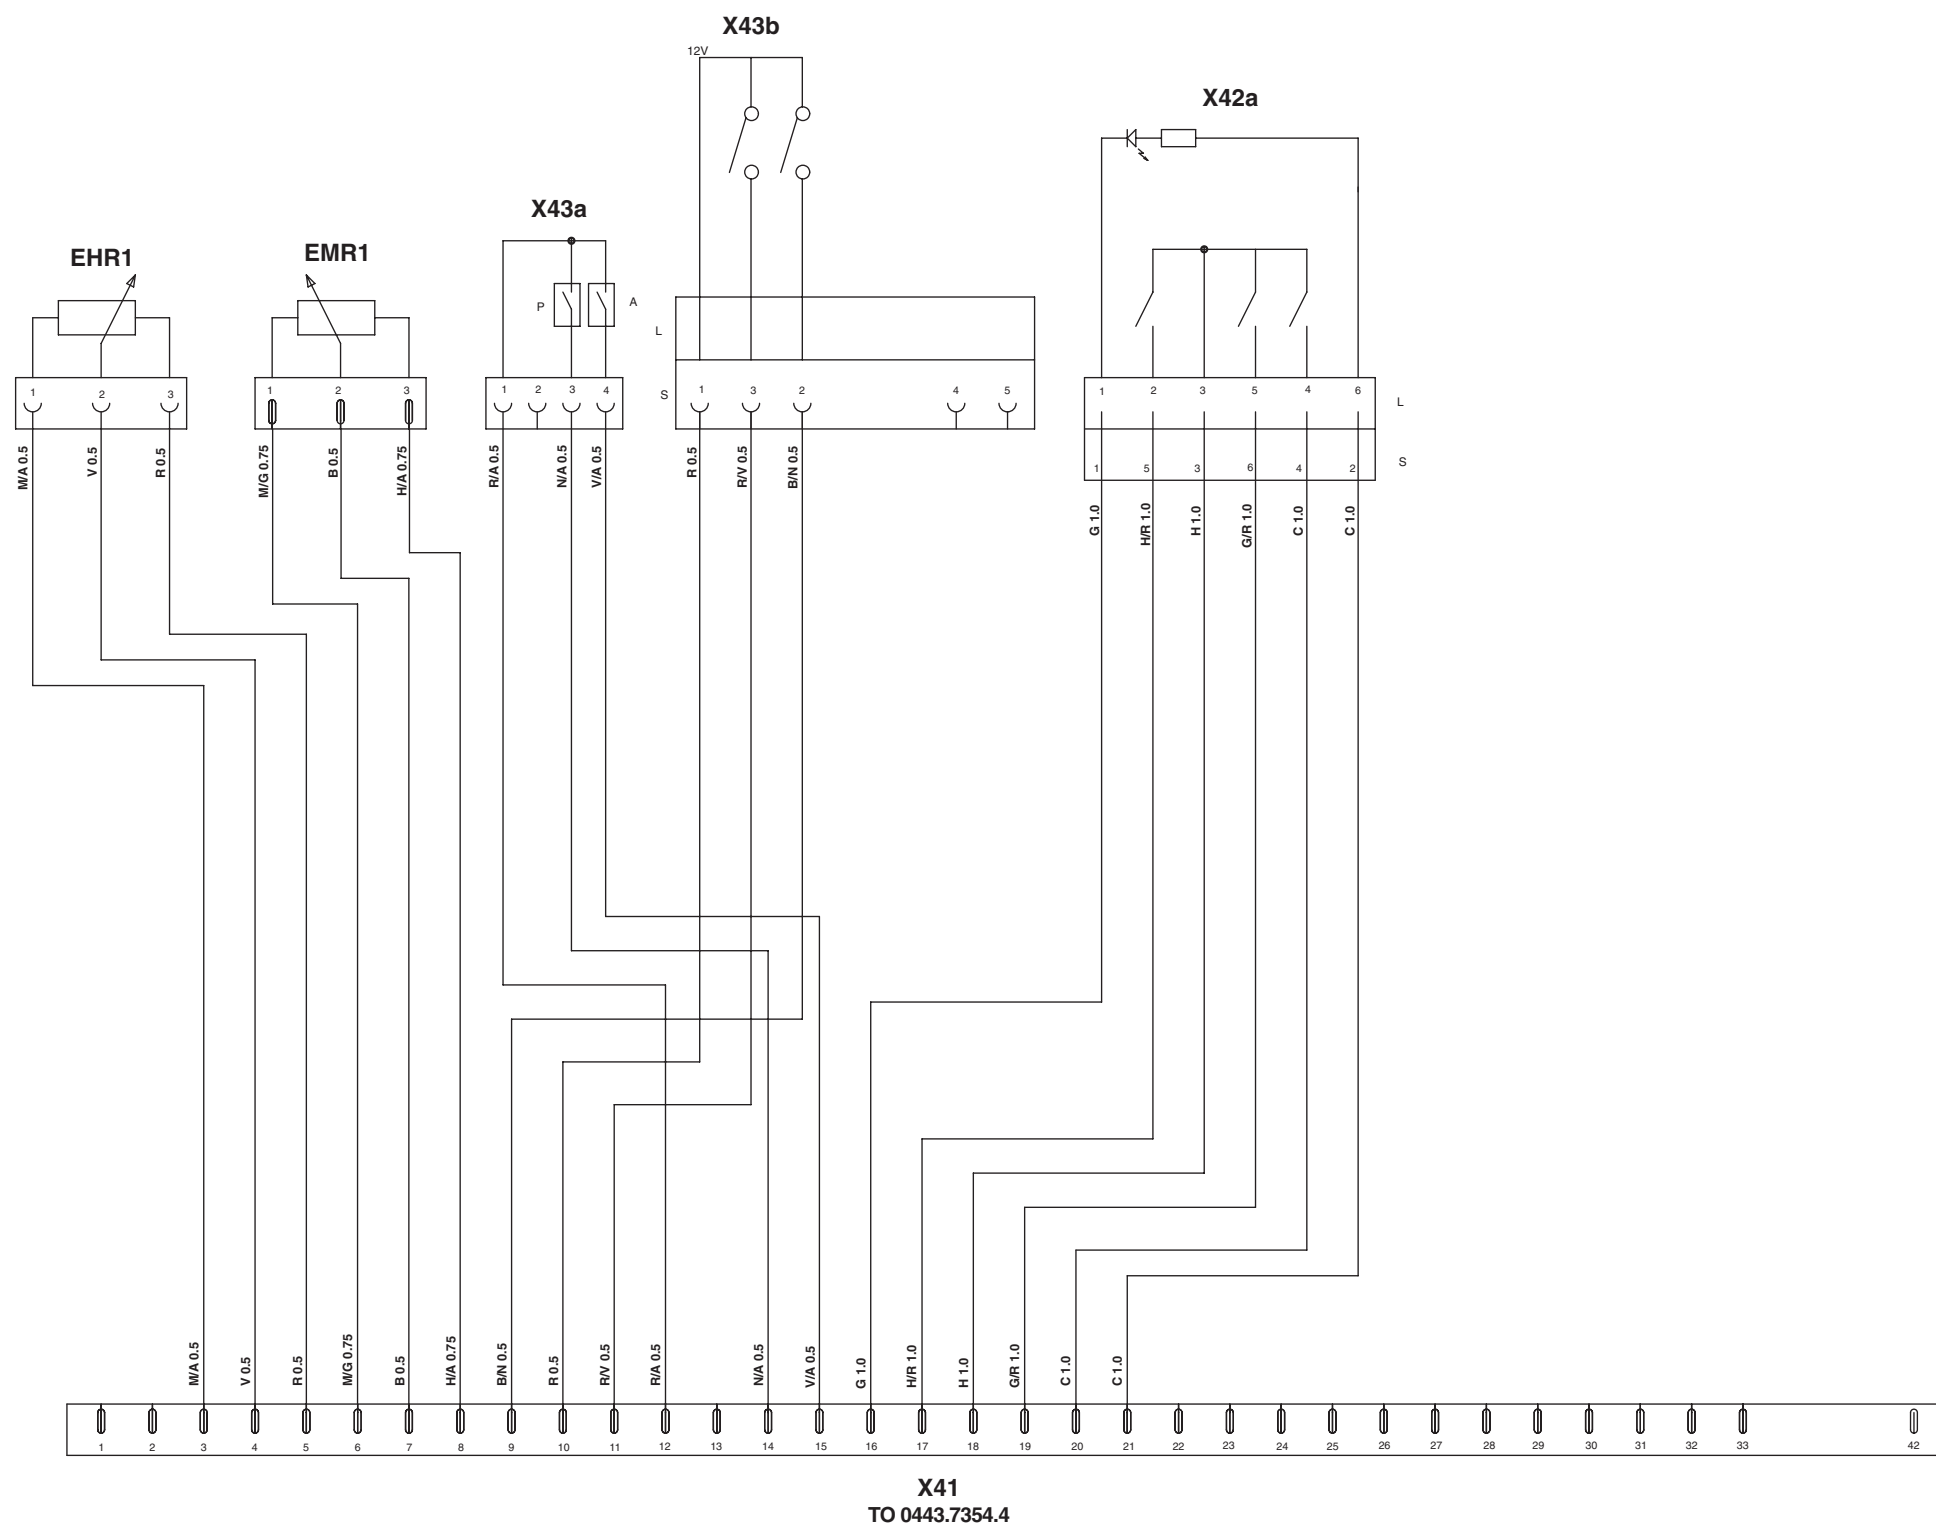 X43b
12V
X42a
X43a
EHR1
EMR1
P
A
L
1 2 3
1 2 3
1 2 3 4
S
1 3 2 4 5
1 2 3 5 4 6
L
1 5 3 6 4 2
S
M/A 0.5
V 0.5
R 0.5
M/G 0.75
B 0.5
H/A 0.75
R/A 0.5
N/A 0.5
V/A 0.5
R 0.5
R/V 0.5
B/N 0.5
G 1.0
H/R 1.0
H 1.0
G/R 1.0
C 1.0
C 1.0
M/A 0.5
V 0.5
R 0.5
M/G 0.75
B 0.5
H/A 0.75
B/N 0.5
R 0.5
R/V 0.5
R/A 0.5
N/A 0.5
V/A 0.5
G 1.0
H/R 1.0
H 1.0
G/R 1.0
C 1.0
C 1.0
1 2 3 4 5 6 7 8 9 10 11 12 13 14 15 16 17 18 19 20 21 22 23 24 25 26 27 28 29 30 31 32 33 42
X41
TO 0443.7354.4